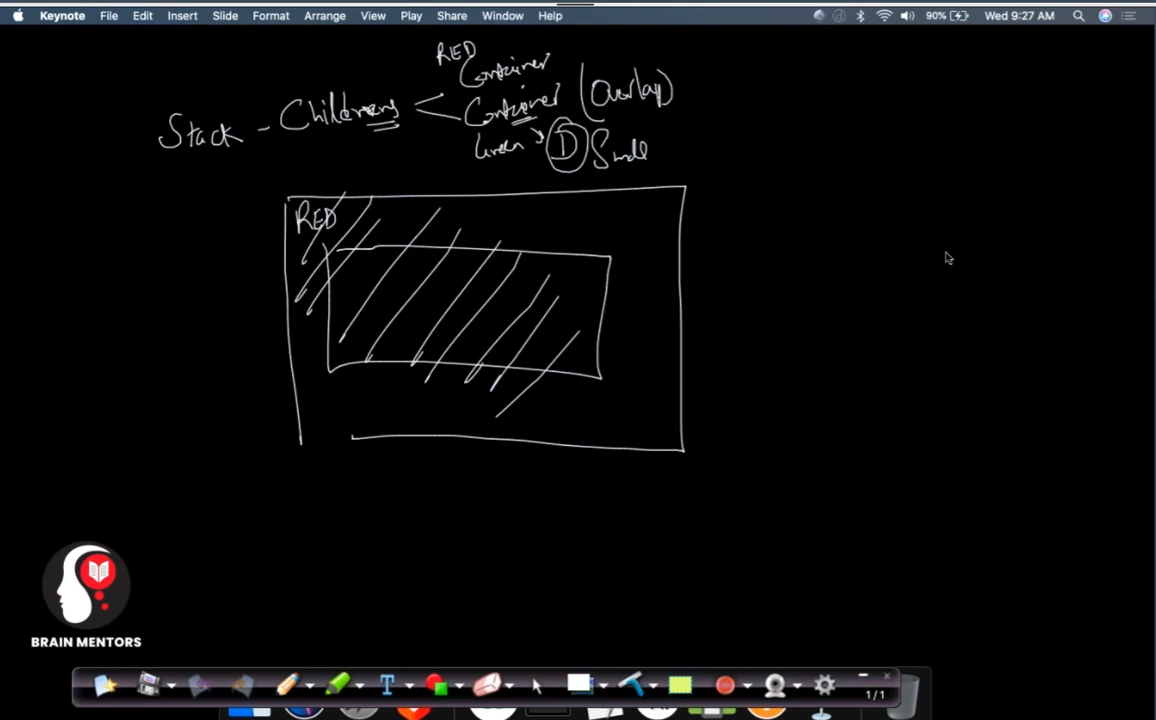 Keynote File Edit Insert Slide Format Arrange View Play Share Window Help 90% Wed 9:27 AM
RED
Container
Stack - Childrens < Container (Overlap)
Green D Small
RED
BRAIN MENTORS
T
1/1